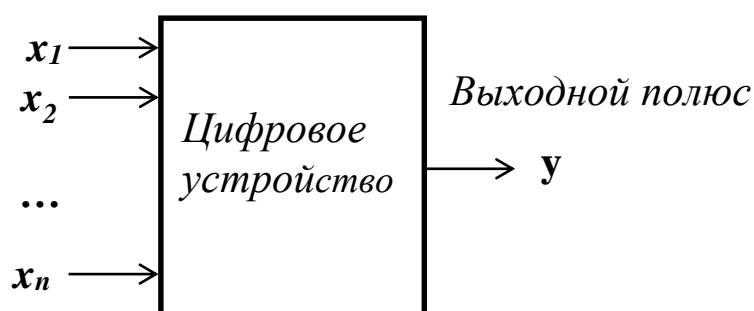 x1
x2
...
xn
Цифровое
устройство
Выходной полюс
y